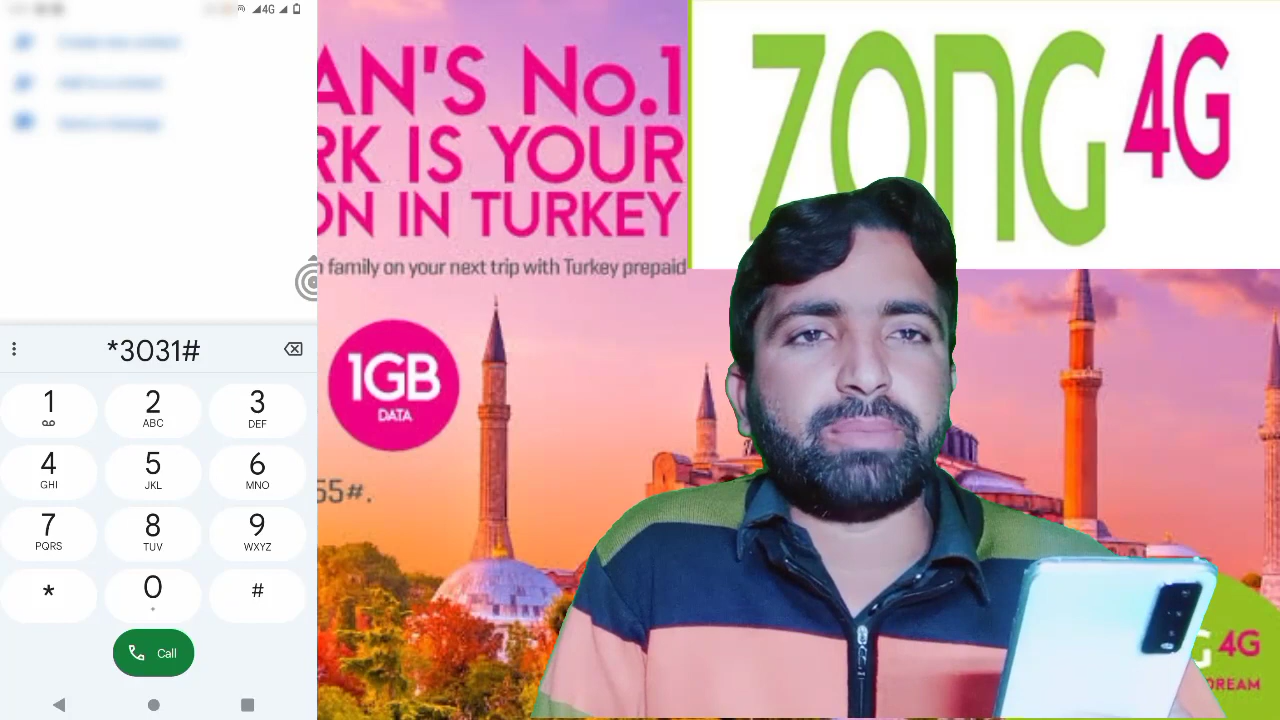 4G
*3031#
1
2
ABC
3
DEF
4
GHI
5
JKL
6
MNO
7
PQRS
8
TUV
9
WXYZ
*
0
+
#
Call
AN'S No.1
RK IS YOUR
ON IN TURKEY
family on your next trip with Turkey prepaid
1GB
DATA
55#.
ZONG 4G
G 4G
DREAM